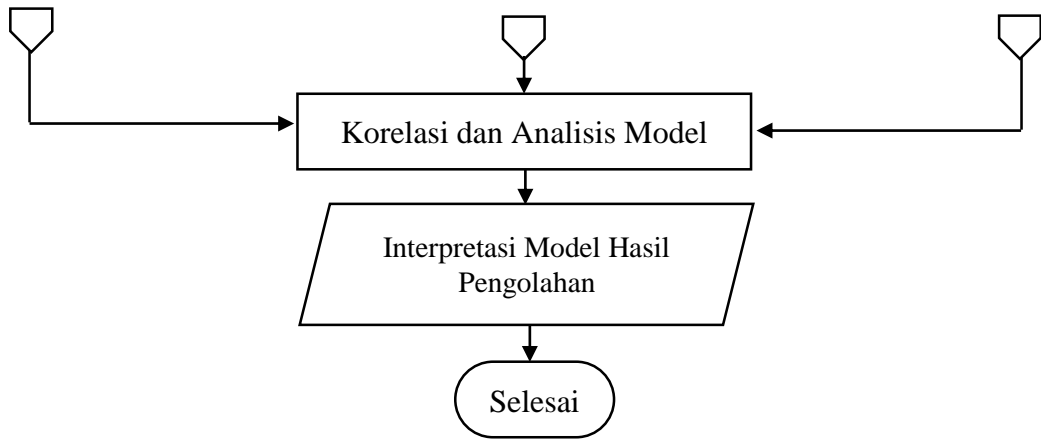 Korelasi dan Analisis Model
Interpretasi Model Hasil
Pengolahan
Selesai